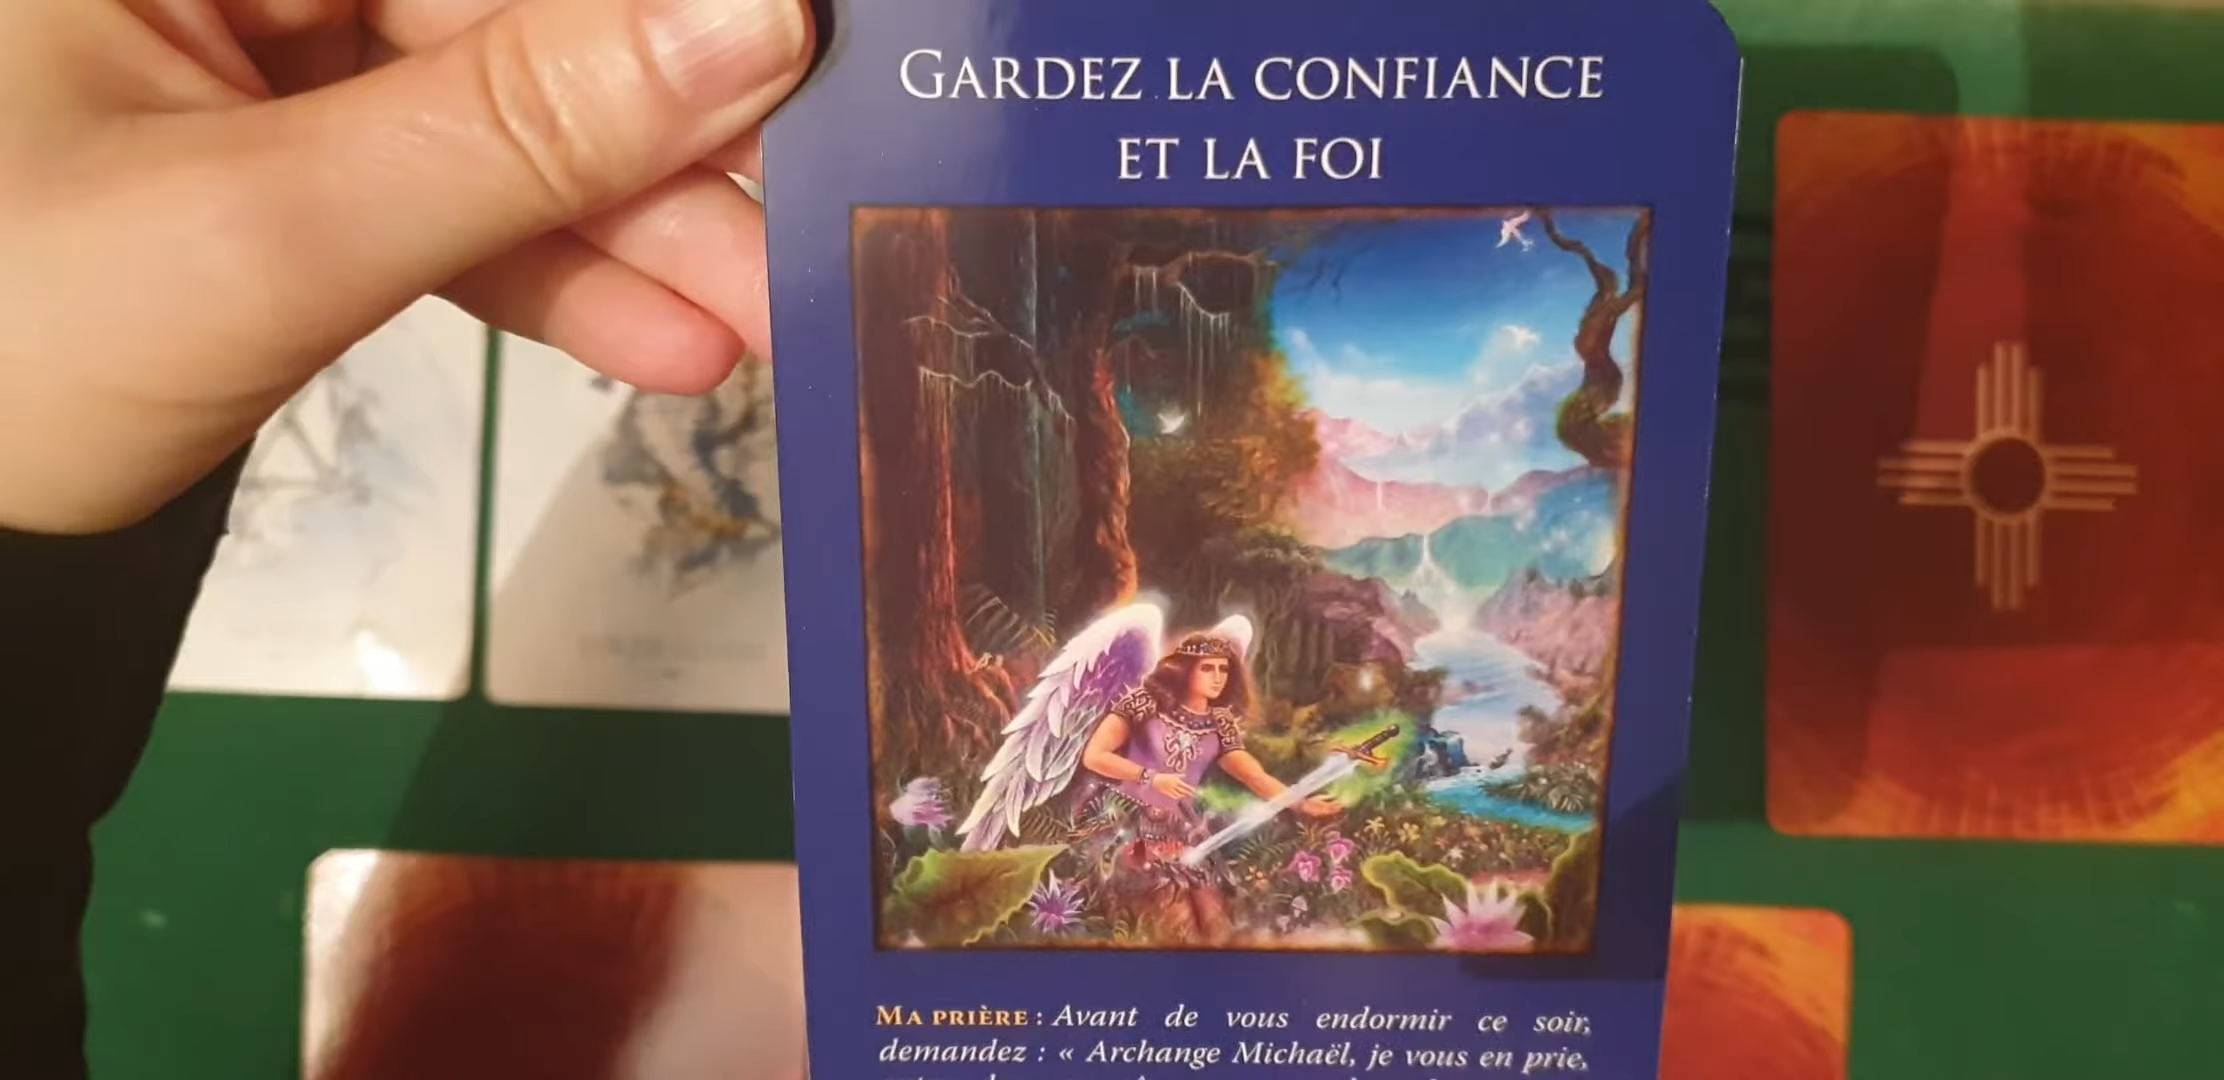 GARDEZ LA CONFIANCE
ET LA FOI
MA PRIÈRE : Avant de vous endormir ce soir,
demandez : « Archange Michaël, je vous en prie,